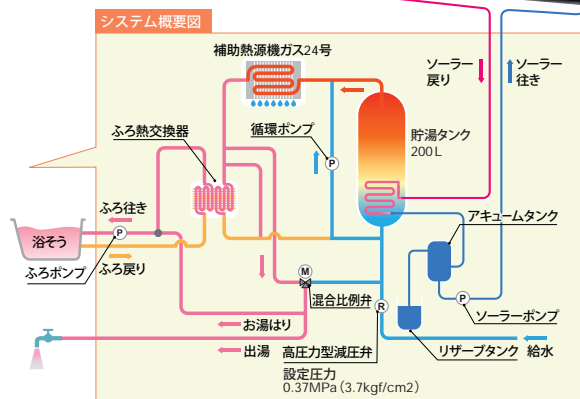 システム概要図
補助熱源機ガス24号
ソーラー
戻り
ソーラー
往き
循環ポンプ
P
貯湯タンク
200L
ふろ熱交換器
ふろ往き
P
浴そう
ふろポンプ
ふろ戻り
アキュームタンク
M
混合比例弁
P
ソーラーポンプ
R
お湯はり
出湯
高圧力型減圧弁
設定圧力
0.37MPa（3.7kgf/cm2）
リザーブタンク
給水